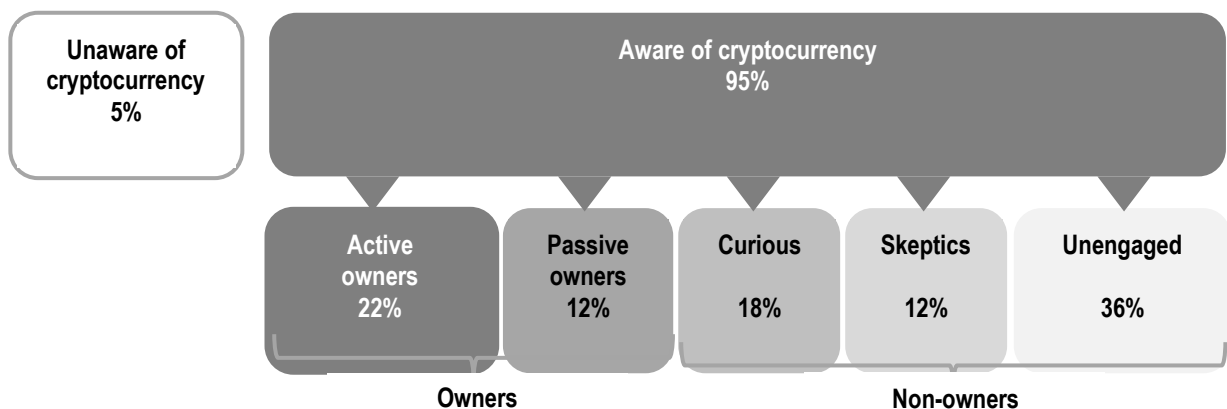 Unaware of
cryptocurrency
5%
Aware of cryptocurrency
95%
Active
owners
22%
Passive
owners
12%
Curious
18%
Skeptics
12%
Unengaged
36%
Owners
Non-owners